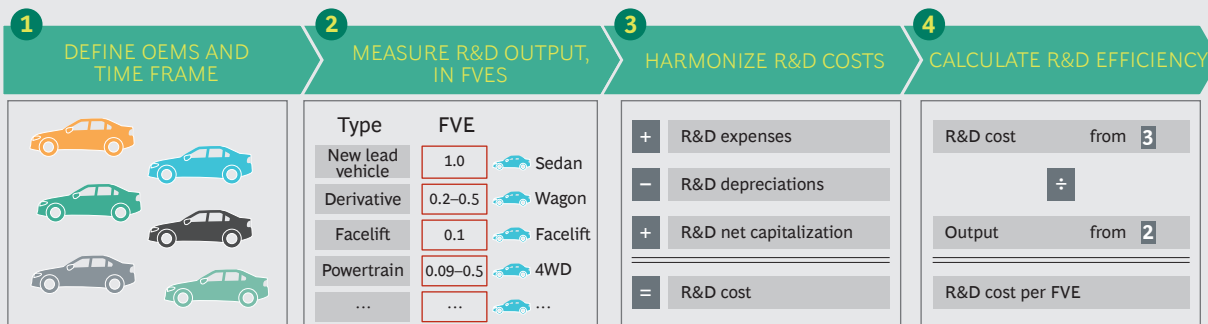 1
DEFINE OEMS AND
TIME FRAME
2
MEASURE R&D OUTPUT,
IN FVES
Type FVE
New lead
vehicle 1.0 Sedan
Derivative 0.2–0.5 Wagon
Facelift 0.1 Facelift
Powertrain 0.09–0.5 4WD
... ... ...
3
HARMONIZE R&D COSTS
+ R&D expenses
− R&D depreciations
+ R&D net capitalization
= R&D cost
4
CALCULATE R&D EFFICIENCY
R&D cost from 3
÷
Output from 2
R&D cost per FVE